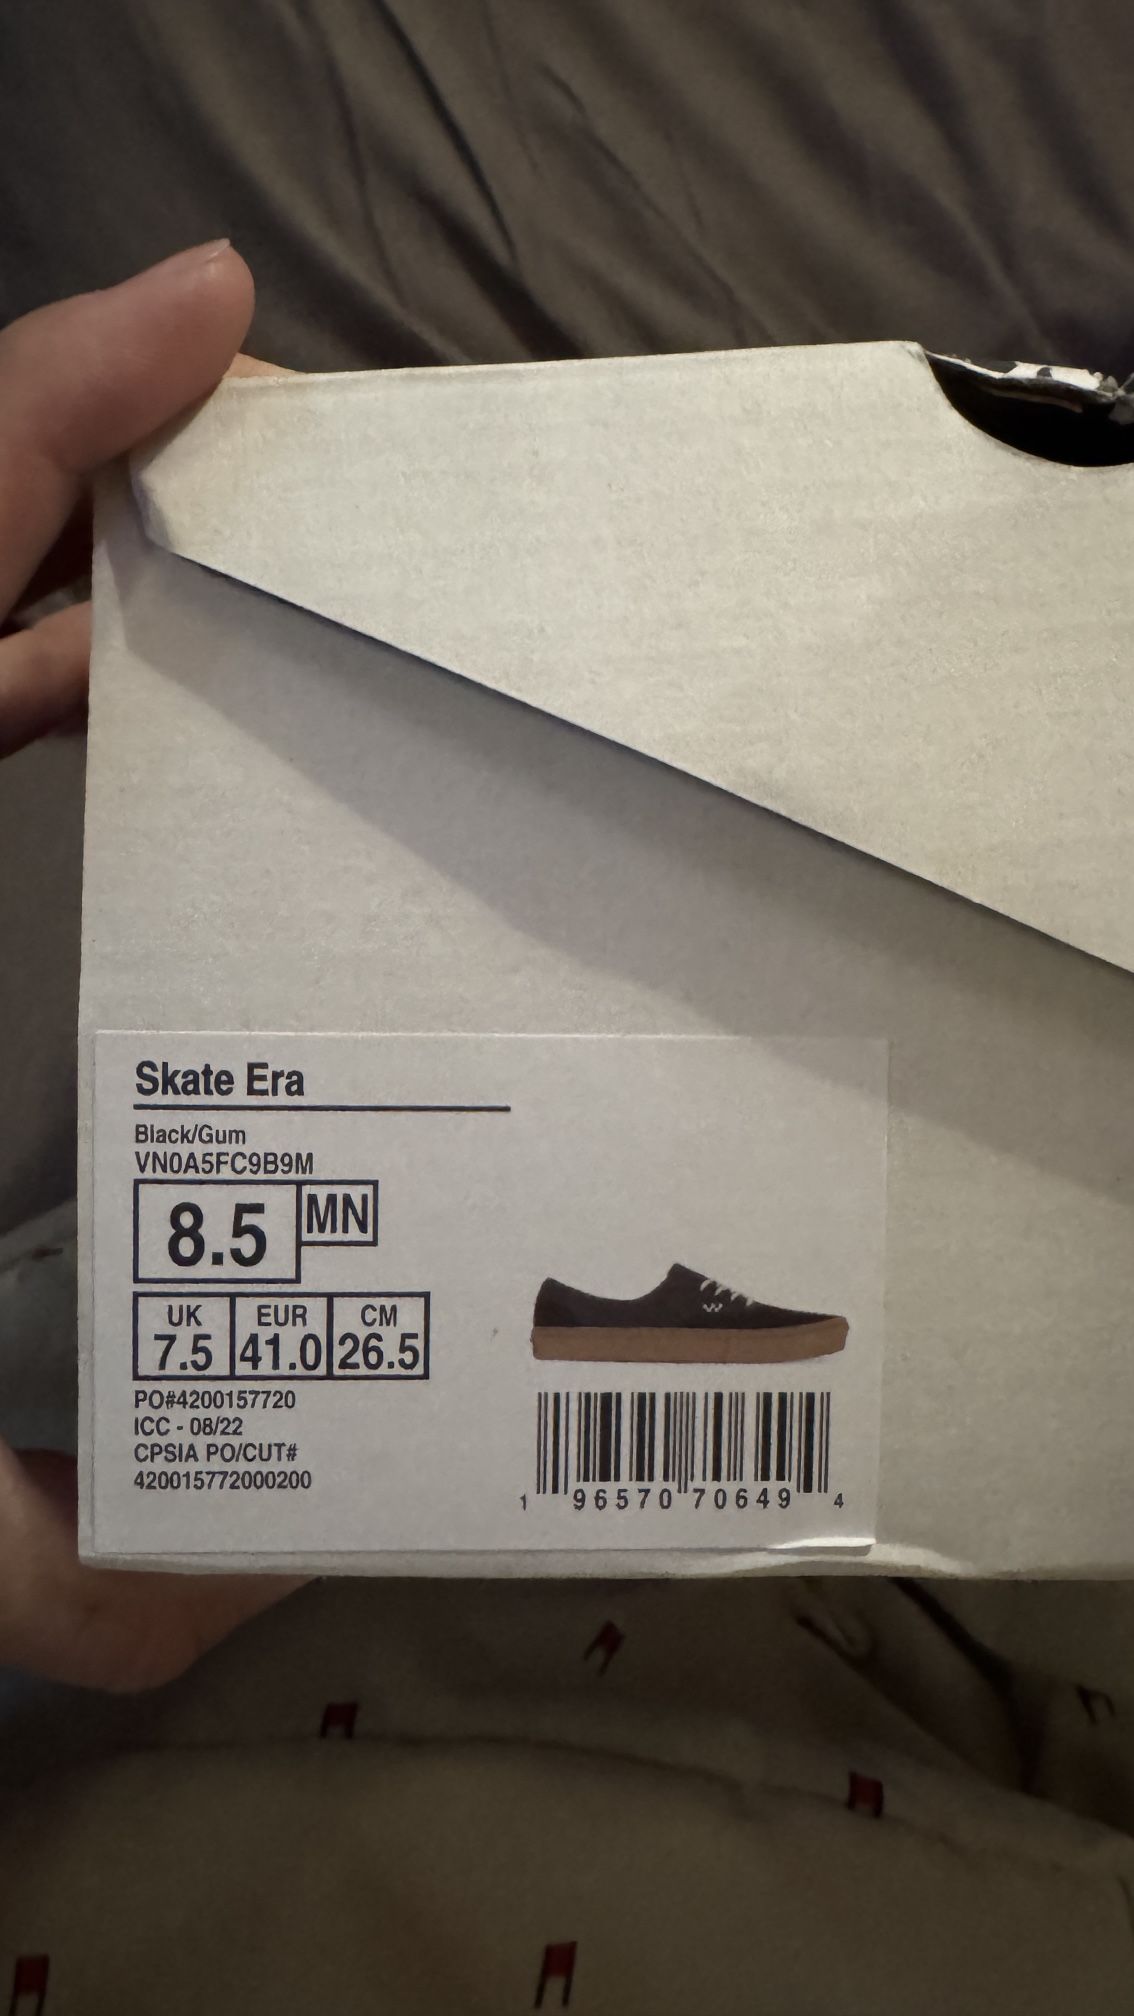 Skate Era
Black/Gum
VN0A5FC9B9M
8.5 MN
UK EUR CM
7.5 41.0 26.5
PO#4200157720
ICC - 08/22
CPSIA PO/CUT#
420015772000200
1 96570 70649 4